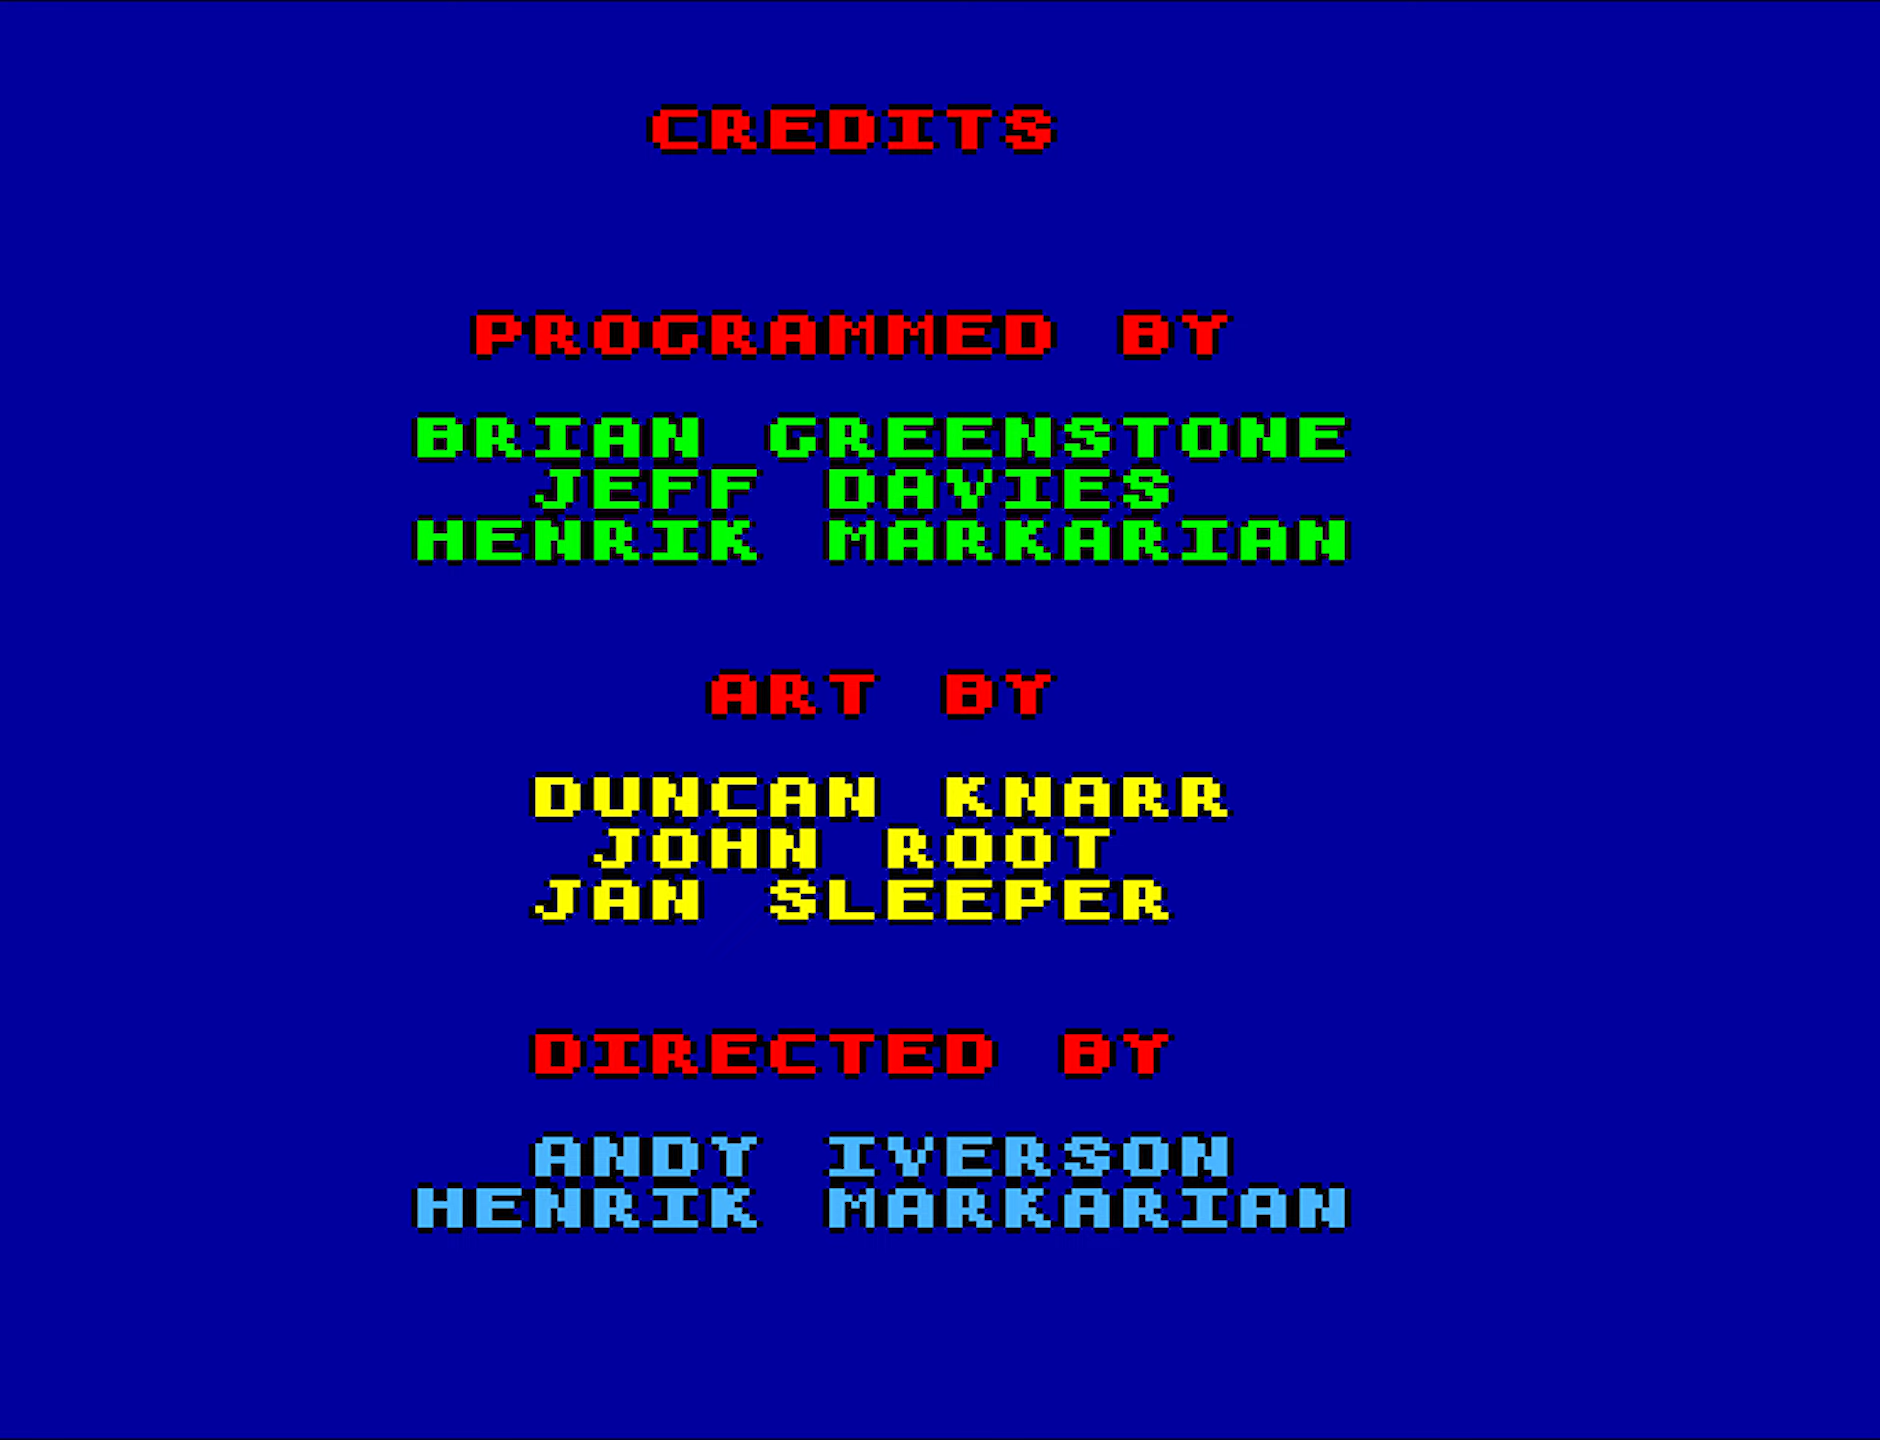 CREDITS
PROGRAMMED BY
BRIAN GREENSTONE
JEFF DAVIES
HENRIK MARKARIAN
ART BY
DUNCAN KNARR
JOHN ROOT
JAN SLEEPER
DIRECTED BY
ANDY IVERSON
HENRIK MARKARIAN